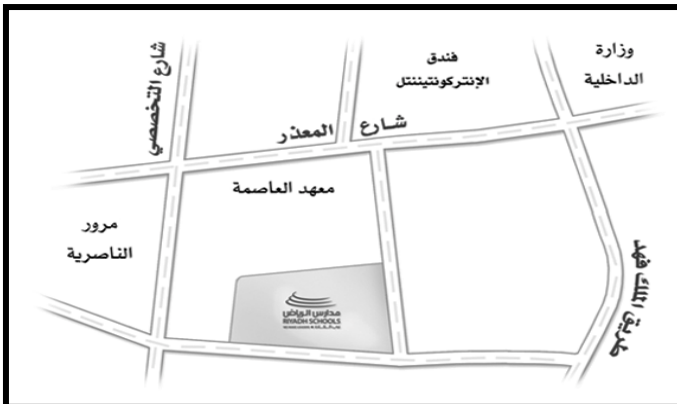 وزارة
الداخلية
فندق
الإنتركونتيننتل
شارع التخصصي
شارع المعذر
معهد العاصمة
مرور
الناصرية
طريق الملك فهد
مدارس الرياض
RIYADH SCHOOLS